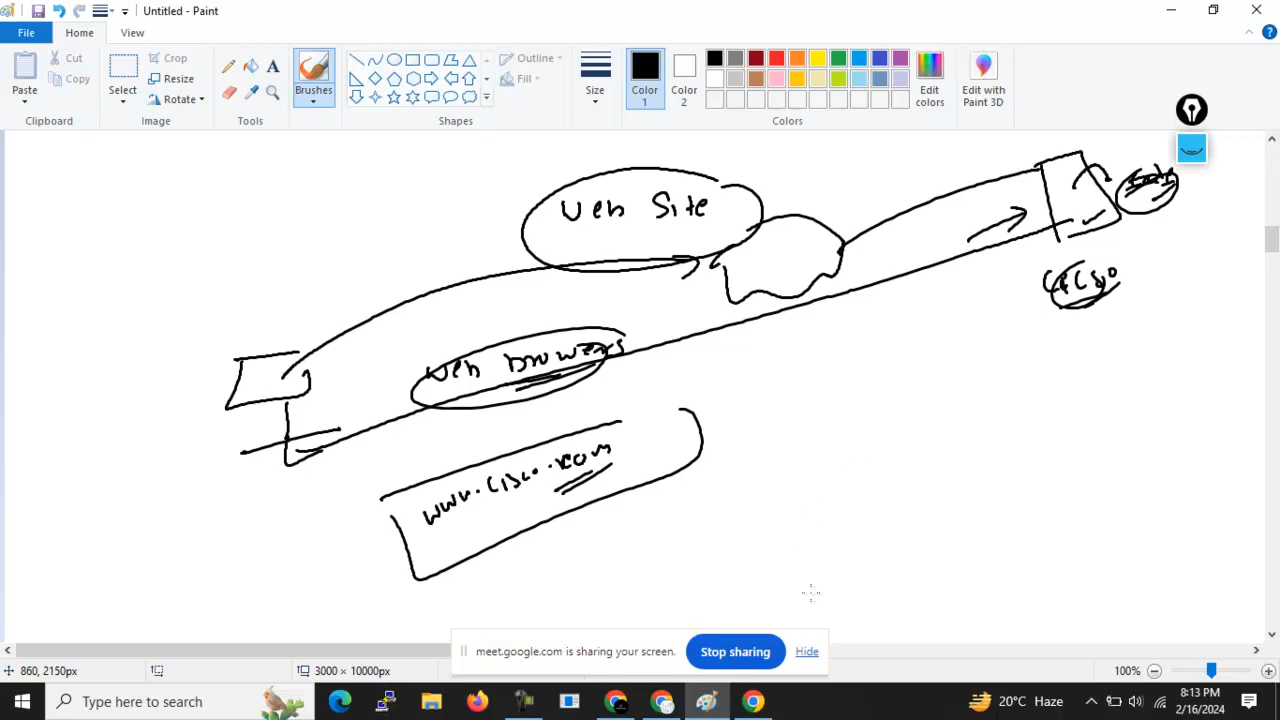 Untitled - Paint
File
Home
View
Paste
Cut
Copy
Clipboard
Select
Crop
Resize
Rotate
Image
A
Tools
Brushes
Outline
Fill
Shapes
Size
Color 1
Color 2
Edit colors
Edit with Paint 3D
Colors
Web Site
Web browers
www.cisco.com
meet.google.com is sharing your screen.
Stop sharing
Hide
860, 2150px
3000 × 10000px
100%
Type here to search
20°C Haze
8:13 PM
2/16/2024